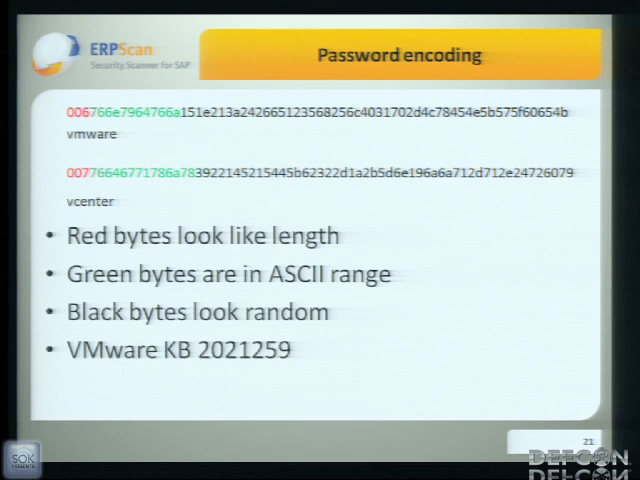 ERPScan
Security Scanner for SAP
Password encoding
006766e7964766a151e213a242665123568256c4031702d4c78454e5b575f60654b
vmware
00776646771786a783922145215445b62322d1a2b5d6e196a6a712d712e24726079
vcenter
• Red bytes look like length
• Green bytes are in ASCII range
• Black bytes look random
• VMware KB 2021259
21
SOK
DEFCON